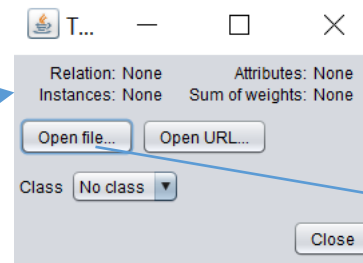 T...
Relation: None Attributes: None
Instances: None Sum of weights: None
Open file... Open URL...
Class No class
Close